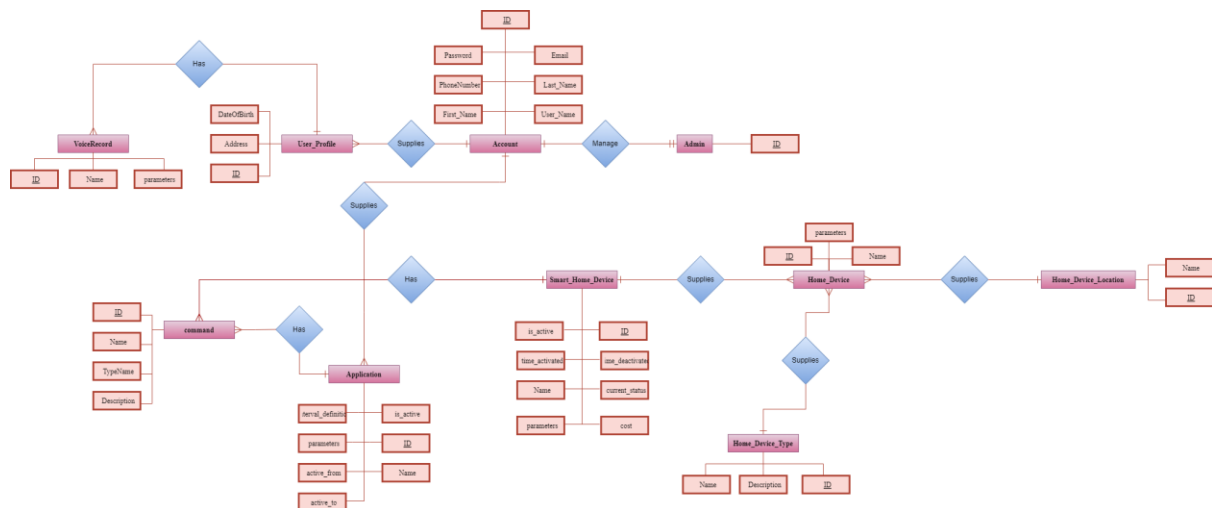 ID
Password
Email
Has
PhoneNumber
Last_Name
DateOfBirth
First_Name
User_Name
VoiceRecord
Address
User_Profile
Supplies
Account
Manage
Admin
ID
ID
Name
parameters
ID
Supplies
parameters
ID
Name
Has
Smart_Home_Device
Supplies
Home_Device
Supplies
Home_Device_Location
Name
ID
ID
command
Has
is_active
ID
Name
time_activated
ime_deactivated
Supplies
TypeName
Application
Name
current_status
Description
terval_definitio
is_active
parameters
cost
parameters
ID
Home_Device_Type
active_from
Name
Name
Description
ID
active_to